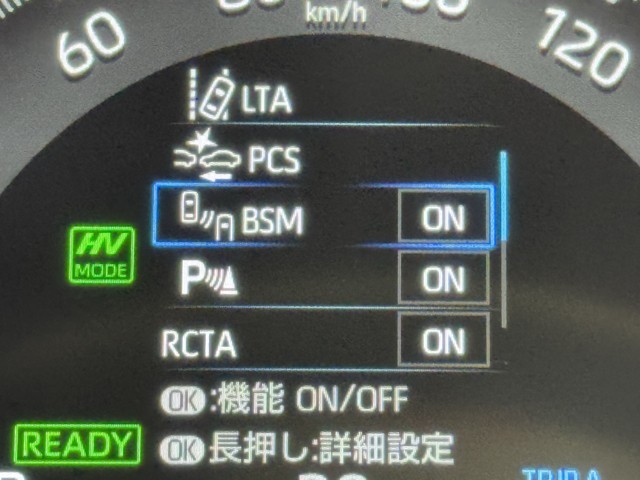 km/h
60
120
LTA
PCS
BSM ON
HV
MODE
P ON
RCTA ON
OK:機能 ON/OFF
READY
OK長押し:詳細設定
TRIP A